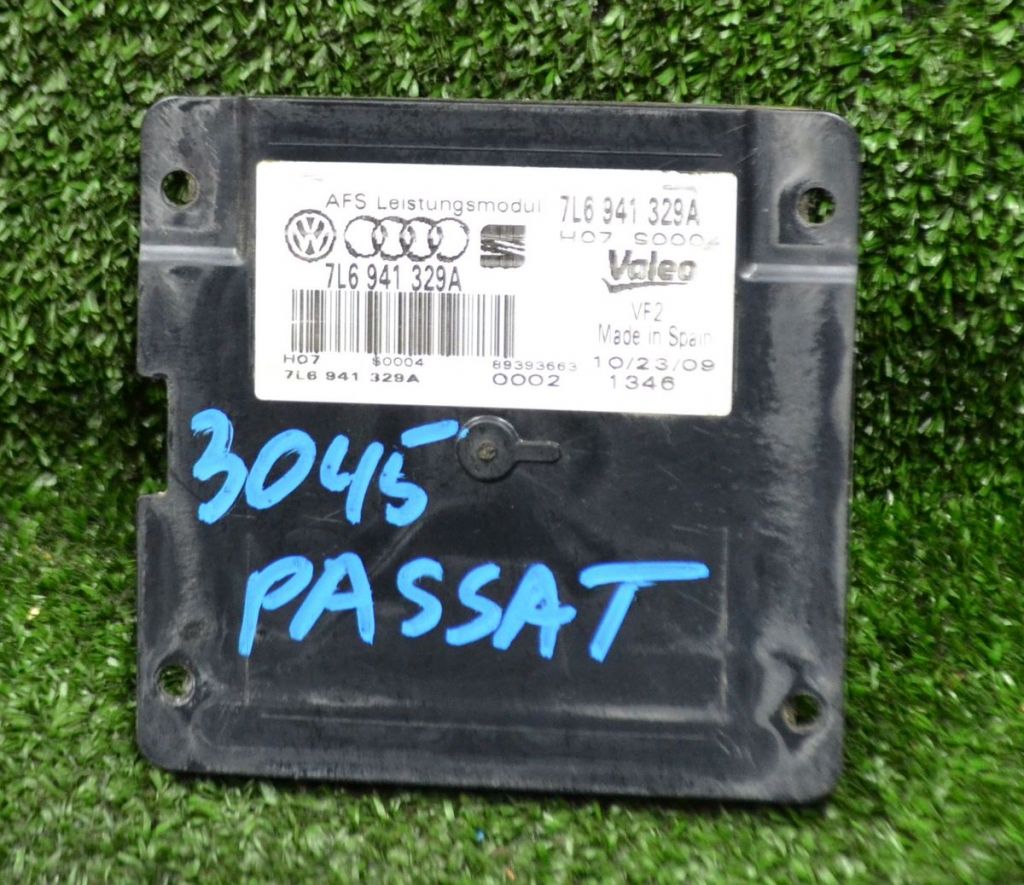 AFS Leistungsmodul 7L6 941 329A
H07 S0004
7L6 941 329A
Valeo
VF2
Made in Spain
H07 S0004 89393663 10/23/09
7L6 941 329A 0002 1346
3045
PASSAT